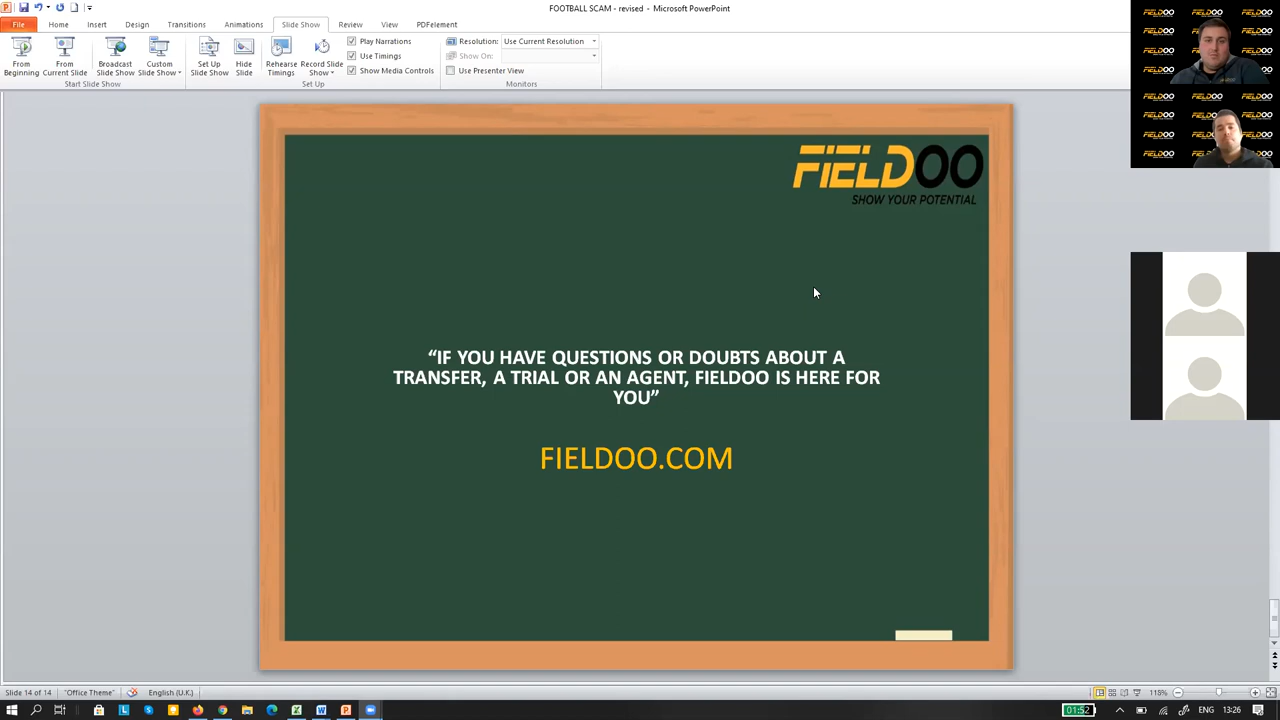 FOOTBALL SCAM - revised - Microsoft PowerPoint
File Home Insert Design Transitions Animations Slide Show Review View PDFelement
From Beginning
From Current Slide
Broadcast Slide Show
Custom Slide Show
Start Slide Show
Set Up Slide Show
Hide Slide
Rehearse Timings
Record Slide Show
Play Narrations
Use Timings
Show Media Controls
Set Up
Resolution: Use Current Resolution
Show On:
Use Presenter View
Monitors
FIELDOO
SHOW YOUR POTENTIAL
“IF YOU HAVE QUESTIONS OR DOUBTS ABOUT A
TRANSFER, A TRIAL OR AN AGENT, FIELDOO IS HERE FOR
YOU”
FIELDOO.COM
Slide 14 of 14 "Office Theme" English (U.K.) 118%
01:52 ENG 13:26